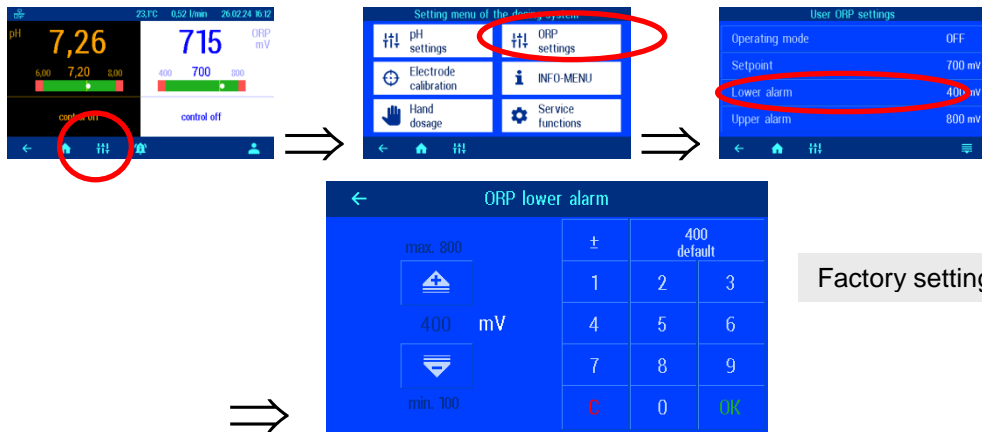 23,1°C 0,52 l/min 26.02.24 16:12
pH 7,26
6,00 7,20 8,00
control off
715 ORP mV
400 700 800
control off
Setting menu of the dosing system
pH settings
ORP settings
Electrode calibration
INFO-MENU
Hand dosage
Service functions
User ORP settings
Operating mode OFF
Setpoint 700 mV
Lower alarm 400 mV
Upper alarm 800 mV
ORP lower alarm
max. 800
400 mV
min. 100
± 400 default
1 2 3
4 5 6
7 8 9
C 0 OK
Factory setting